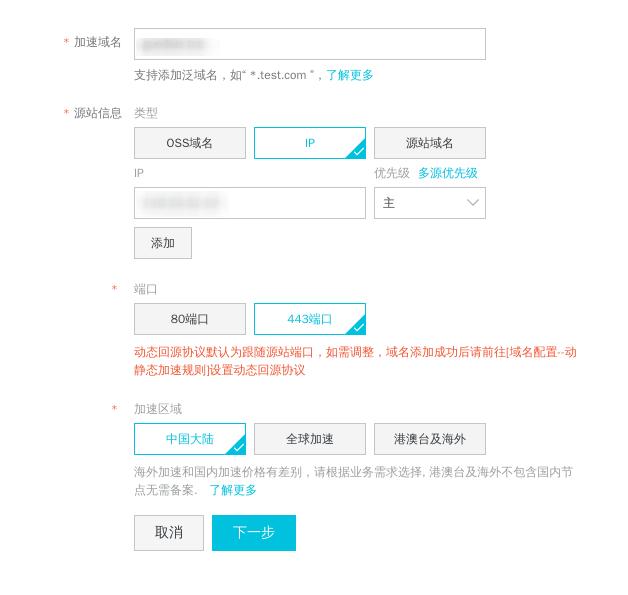 * 加速域名
支持添加泛域名，如“ *.test.com ”，了解更多
* 源站信息 类型
OSS域名 IP 源站域名
IP 优先级 多源优先级
主
添加
* 端口
80端口 443端口
动态回源协议默认为跟随源站端口，如需调整，域名添加成功后请前往[域名配置--动
静态加速规则]设置动态回源协议
* 加速区域
中国大陆 全球加速 港澳台及海外
海外加速和国内加速价格有差别，请根据业务需求选择, 港澳台及海外不包含国内节
点无需备案. 了解更多
取消 下一步